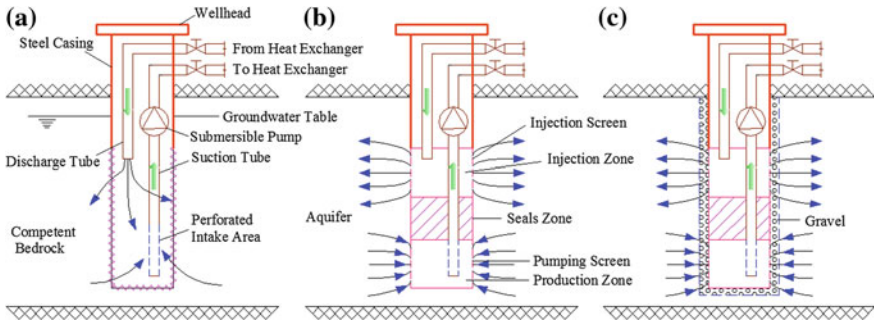 (a)
Wellhead
(b)
(c)
Steel Casing
From Heat Exchanger
To Heat Exchanger
Groundwater Table
Submersible Pump
Discharge Tube
Suction Tube
Injection Screen
Injection Zone
Competent
Bedrock
Perforated
Intake Area
Aquifer
Seals Zone
Gravel
Pumping Screen
Production Zone